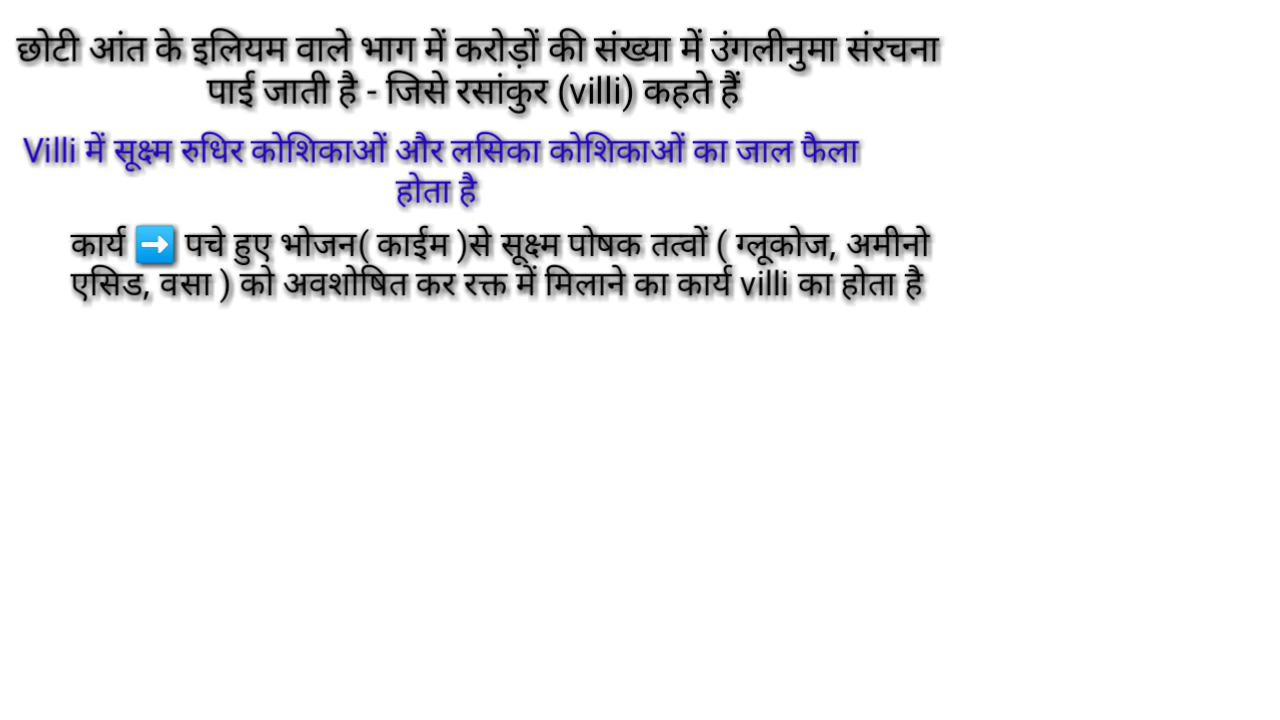 छोटी आंत के इलियम वाले भाग में करोड़ों की संख्या में उंगलीनुमा संरचना
पाई जाती है - जिसे रसांकुर (villi) कहते हैं
Villi में सूक्ष्म रुधिर कोशिकाओं और लसिका कोशिकाओं का जाल फैला
होता है
कार्य ➡️ पचे हुए भोजन( काईम )से सूक्ष्म पोषक तत्वों ( ग्लूकोज, अमीनो
एसिड, वसा ) को अवशोषित कर रक्त में मिलाने का कार्य villi का होता है